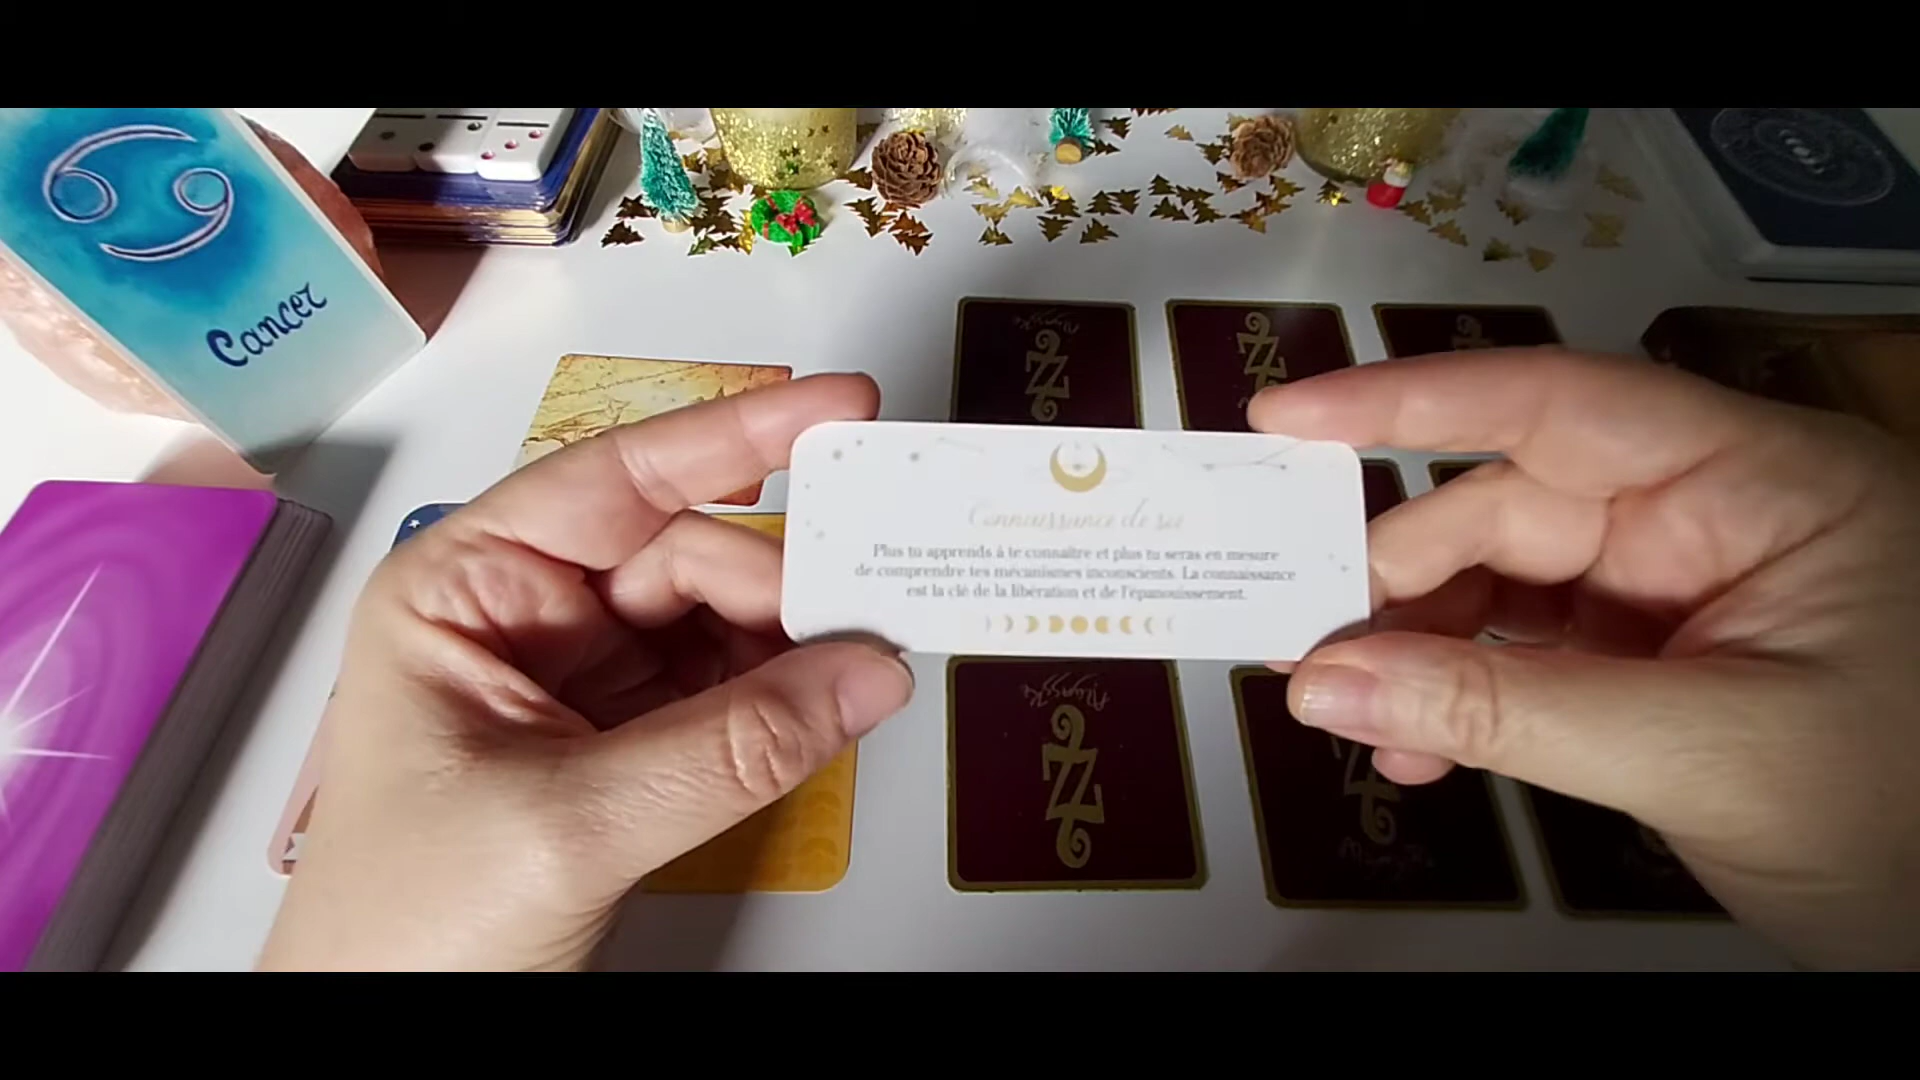 Cancer
Connaissance de soi
Plus tu apprends à te connaître et plus tu seras en mesure
de comprendre tes mécanismes inconscients. La connaissance
est la clé de la libération et de l'épanouissement.